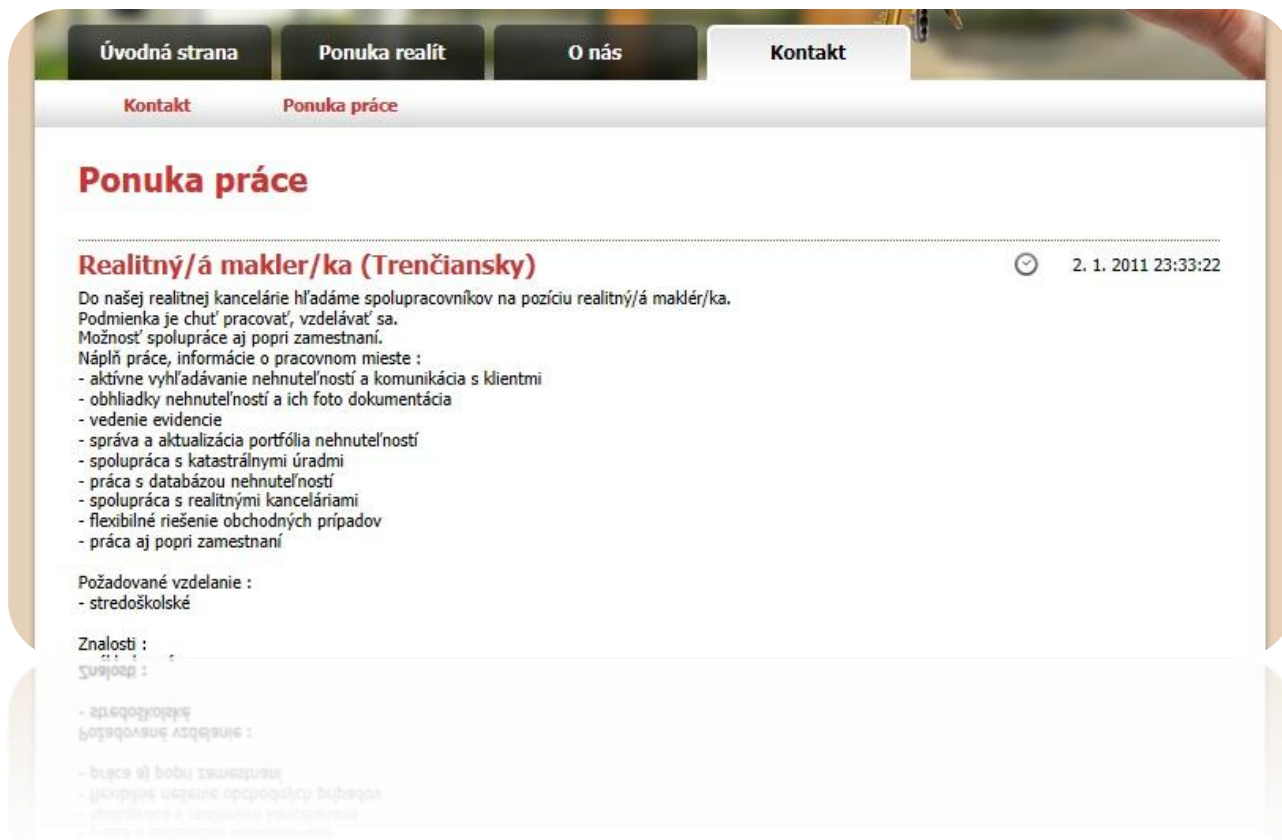 Úvodná strana Ponuka realít O nás Kontakt
Kontakt Ponuka práce
Ponuka práce
Realitný/á makler/ka (Trenčiansky) 2. 1. 2011 23:33:22
Do našej realitnej kancelárie hľadáme spolupracovníkov na pozíciu realitný/á maklér/ka.
Podmienka je chuť pracovať, vzdelávať sa.
Možnosť spolupráce aj popri zamestnaní.
Náplň práce, informácie o pracovnom mieste :
- aktívne vyhľadávanie nehnuteľností a komunikácia s klientmi
- obhliadky nehnuteľností a ich foto dokumentácia
- vedenie evidencie
- správa a aktualizácia portfólia nehnuteľností
- spolupráca s katastrálnymi úradmi
- práca s databázou nehnuteľností
- spolupráca s realitnými kanceláriami
- flexibilné riešenie obchodných prípadov
- práca aj popri zamestnaní
Požadované vzdelanie :
- stredoškolské
Znalosti :